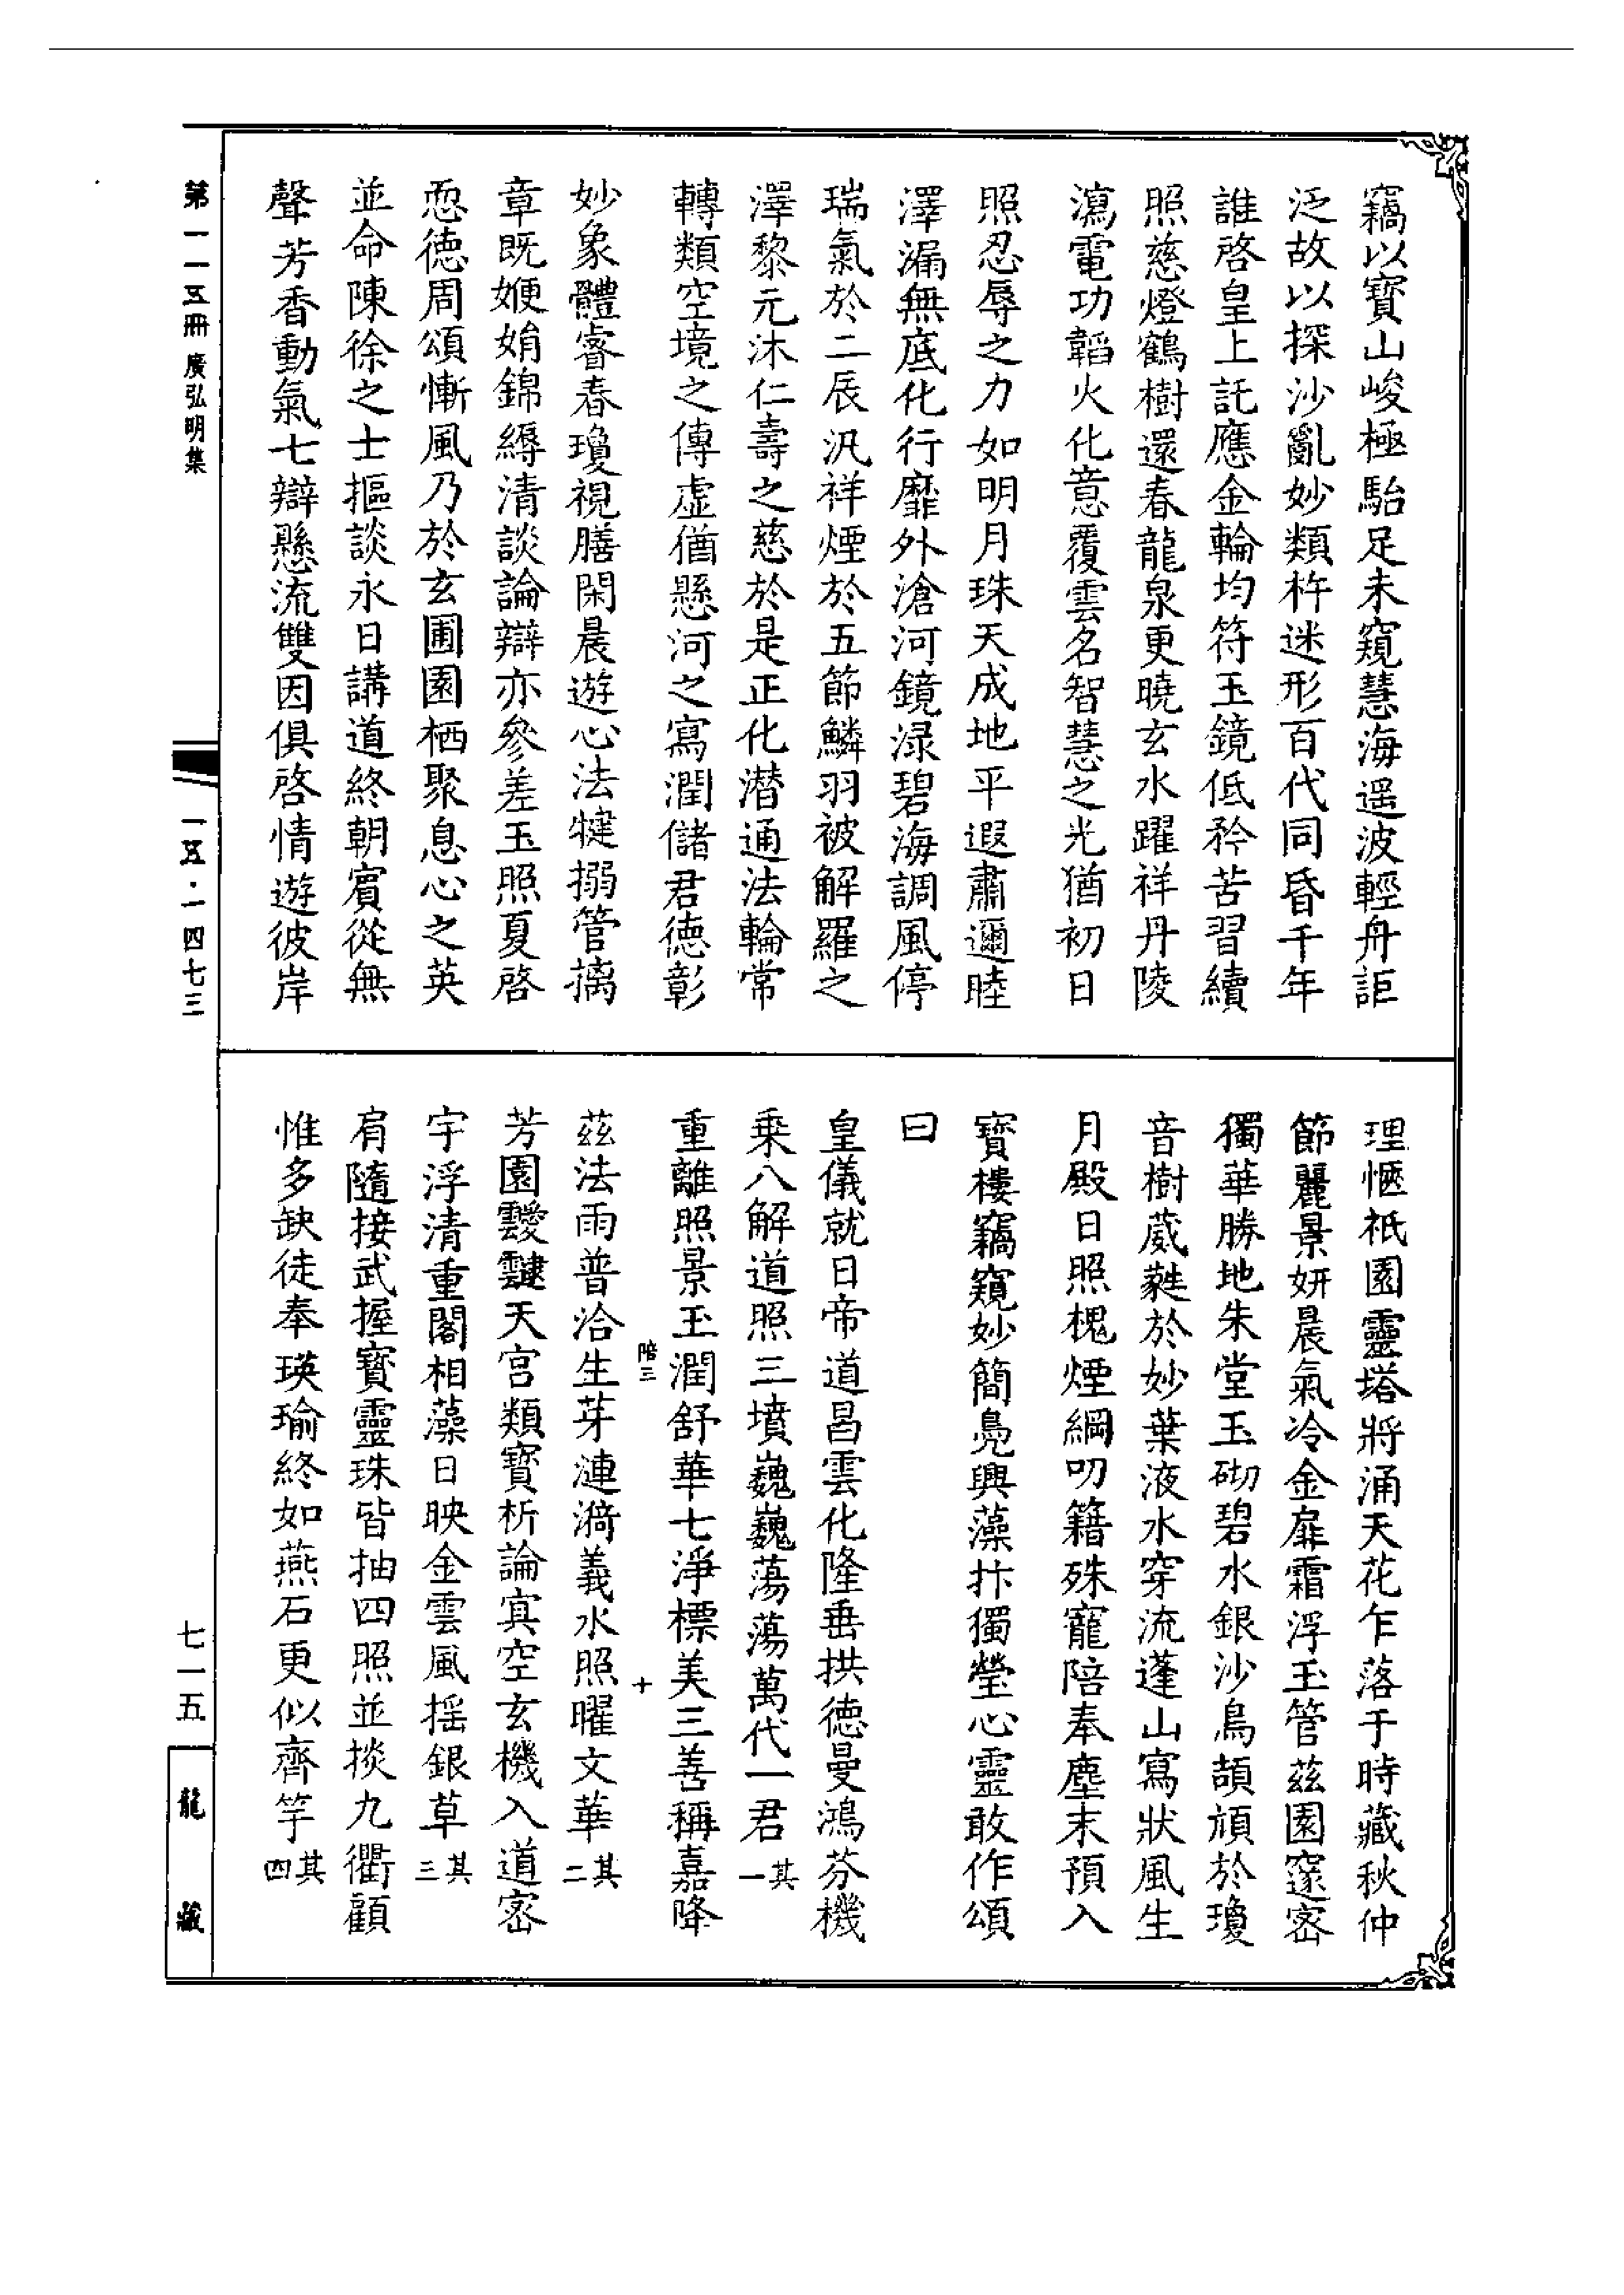 竊以寶山峻極駘足未窺慧海遥波輕舟詎
泛故以探沙亂妙類杵迷形百代同昏千年
誰啓皇上託應金輪均符玉鏡低矜苦習續
照慈燈鶴樹還春龍泉更曉玄水躍祥丹陵
瀉電功韜火化意覆雲名智慧之光猶初日
照忍辱之力如明月珠天成地平遐肅邇睦
澤漏無底化行靡外滄河鏡渌碧海調風停
瑞氣於二辰汎祥煙於五節鱗羽被解羅之
澤黎元沐仁壽之慈於是正化潛通法輪常
轉類空境之傳虛猶懸河之寫潤儲君德彰
妙象體睿春瓊視膳閑晨遊心法犍搦管摛
章既婹娟錦縟清談論辯亦參差玉照夏啓
恧德周頌慚風乃於玄圃園栖聚息心之英
並命陳徐之士摳談永日講道終朝賓從無
聲芳香動氣七辯懸流雙因俱啓情遊彼岸
理愜祇園靈塔將涌天花乍落于時藏秋仲
節麗景妍晨氣冷金扉霜浮玉管茲園邃密
獨華勝地朱堂玉砌碧水銀沙鳥頡頏於瓊
音樹葳蕤於妙葉液水穿流蓬山寫狀風生
月殿日照槐煙綱叨籍殊寵陪奉塵末預入
寶樓竊窺妙簡鳧輿藻抃獨瑩心靈敢作頌
曰
皇儀就日帝道昌雲化隆垂拱德曼鴻芬機
乘八解道照三墳巍巍蕩蕩萬代一君其一
重離照景玉潤舒華七淨標美三善稱嘉降
陪三
十
茲法雨普洽生芽漣漪義水照曜文華其二
芳園靉靆天宮類寶析論寘空玄機入道密
宇浮清重閣相藻日映金雲風搖銀草其三
肩隨接武握寶靈珠皆抽四照並掞九衢顧
惟多缺徒奉瑛瑜終如燕石更似齊竽其四
第一一五冊 廣弘明集
一五·一四七三
七一五
龍藏